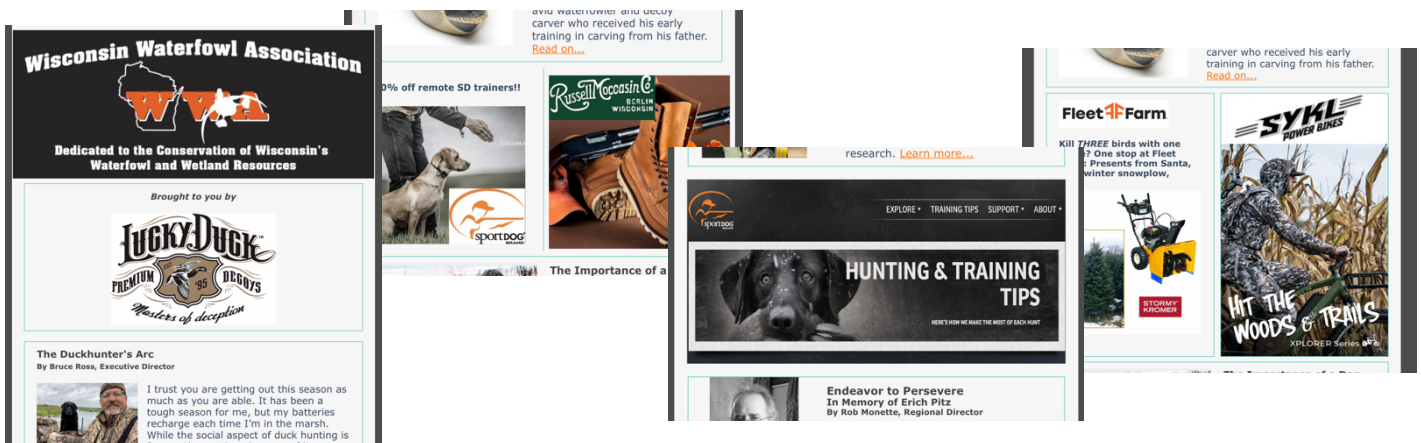 Wisconsin Waterfowl Association
WWA
Dedicated to the Conservation of Wisconsin's
Waterfowl and Wetland Resources
Brought to you by
LUCKY DUCK
PREMIUM DECOYS
EST '95
Masters of deception
The Duckhunter's Arc
By Bruce Ross, Executive Director
I trust you are getting out this season as
much as you are able. It has been a
tough season for me, but my batteries
recharge each time I'm in the marsh.
While the social aspect of duck hunting is
avid waterfowler and decoy
carver who received his early
training in carving from his father.
Read on...
0% off remote SD trainers!!
SPORTDOG
BRAND
Russell Moccasin Co.
BERLIN
WISCONSIN
The Importance of a
research. Learn more...
SPORTDOG
EXPLORE TRAINING TIPS SUPPORT ABOUT
HUNTING & TRAINING
TIPS
HERE'S HOW WE MAKE THE MOST OF EACH HUNT
Endeavor to Persevere
In Memory of Erich Pitz
By Rob Monette, Regional Director
carver who received his early
training in carving from his father.
Read on...
Fleet Farm
Kill THREE birds with one
? One stop at Fleet
: Presents from Santa,
winter snowplow,
STORMY
KROMER
SYKL
POWER BIKES
HIT THE
WOODS & TRAILS
XPLORER Series
The Importance of a Dog